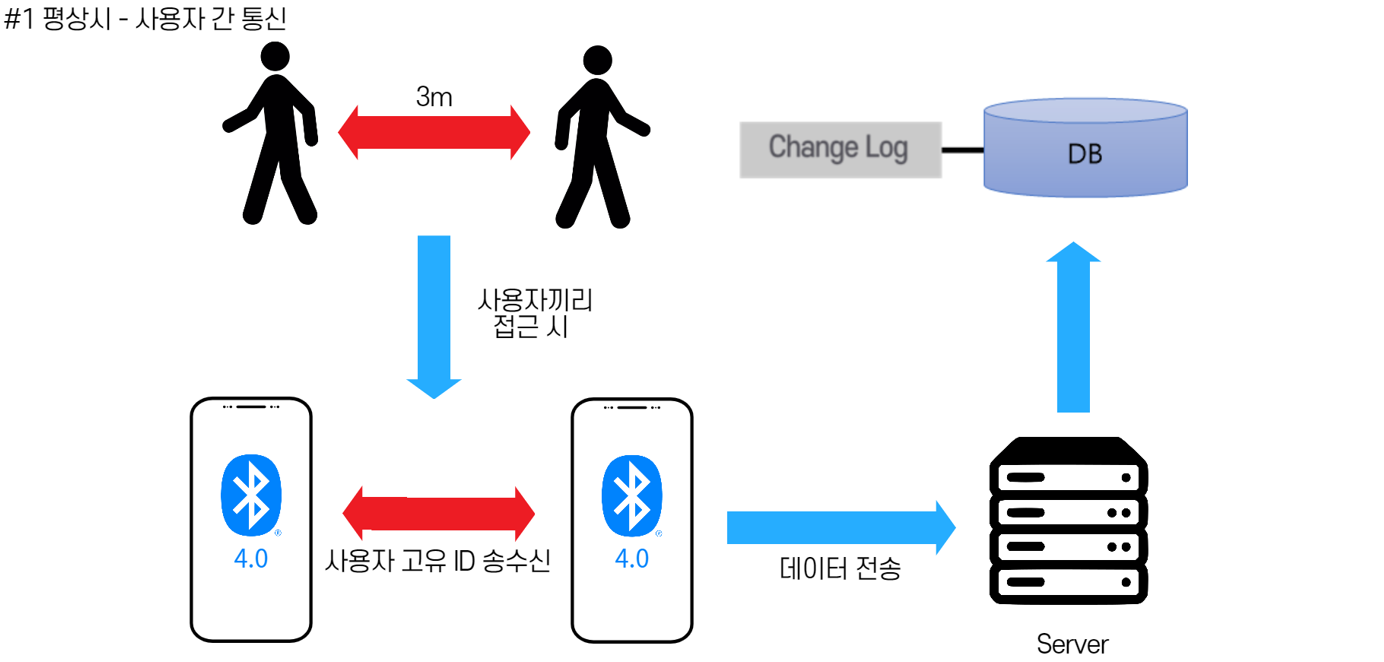 #1 평상시 - 사용자 간 통신
3m
Change Log
DB
사용자끼리
접근 시
4.0
사용자 고유 ID 송수신
4.0
데이터 전송
Server